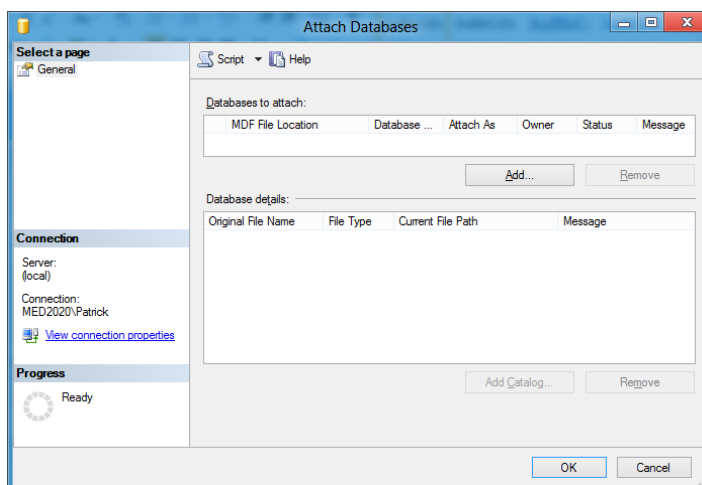 Attach Databases
Select a page
General
Script
Help
Databases to attach:
MDF File Location Database ... Attach As Owner Status Message
Add... Remove
Database details:
Original File Name File Type Current File Path Message
Connection
Server:
(local)
Connection:
MED2020\Patrick
View connection properties
Progress
Ready
Add Catalog... Remove
OK Cancel